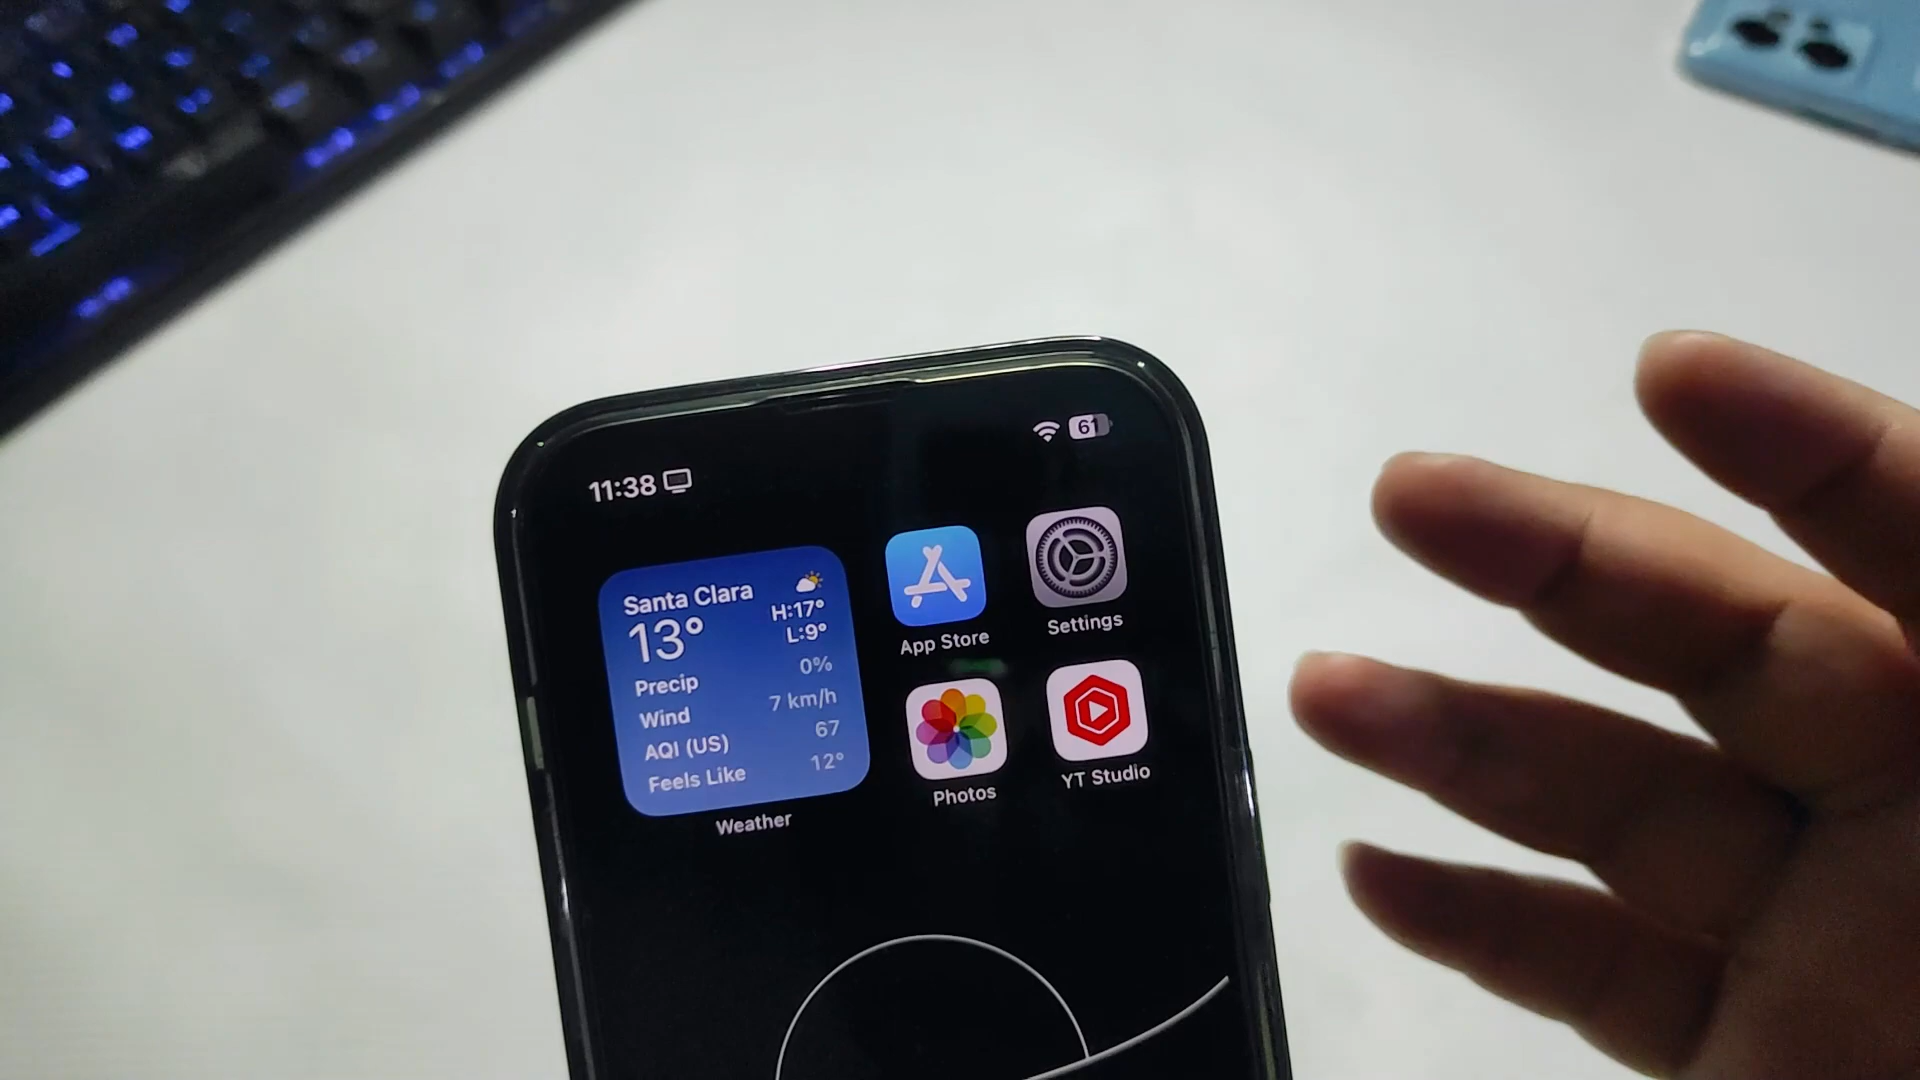 11:38
61
Santa Clara
13°
H:17°
L:9°
Precip 0%
Wind 7 km/h
AQI (US) 67
Feels Like 12°
Weather
App Store
Settings
Photos
YT Studio